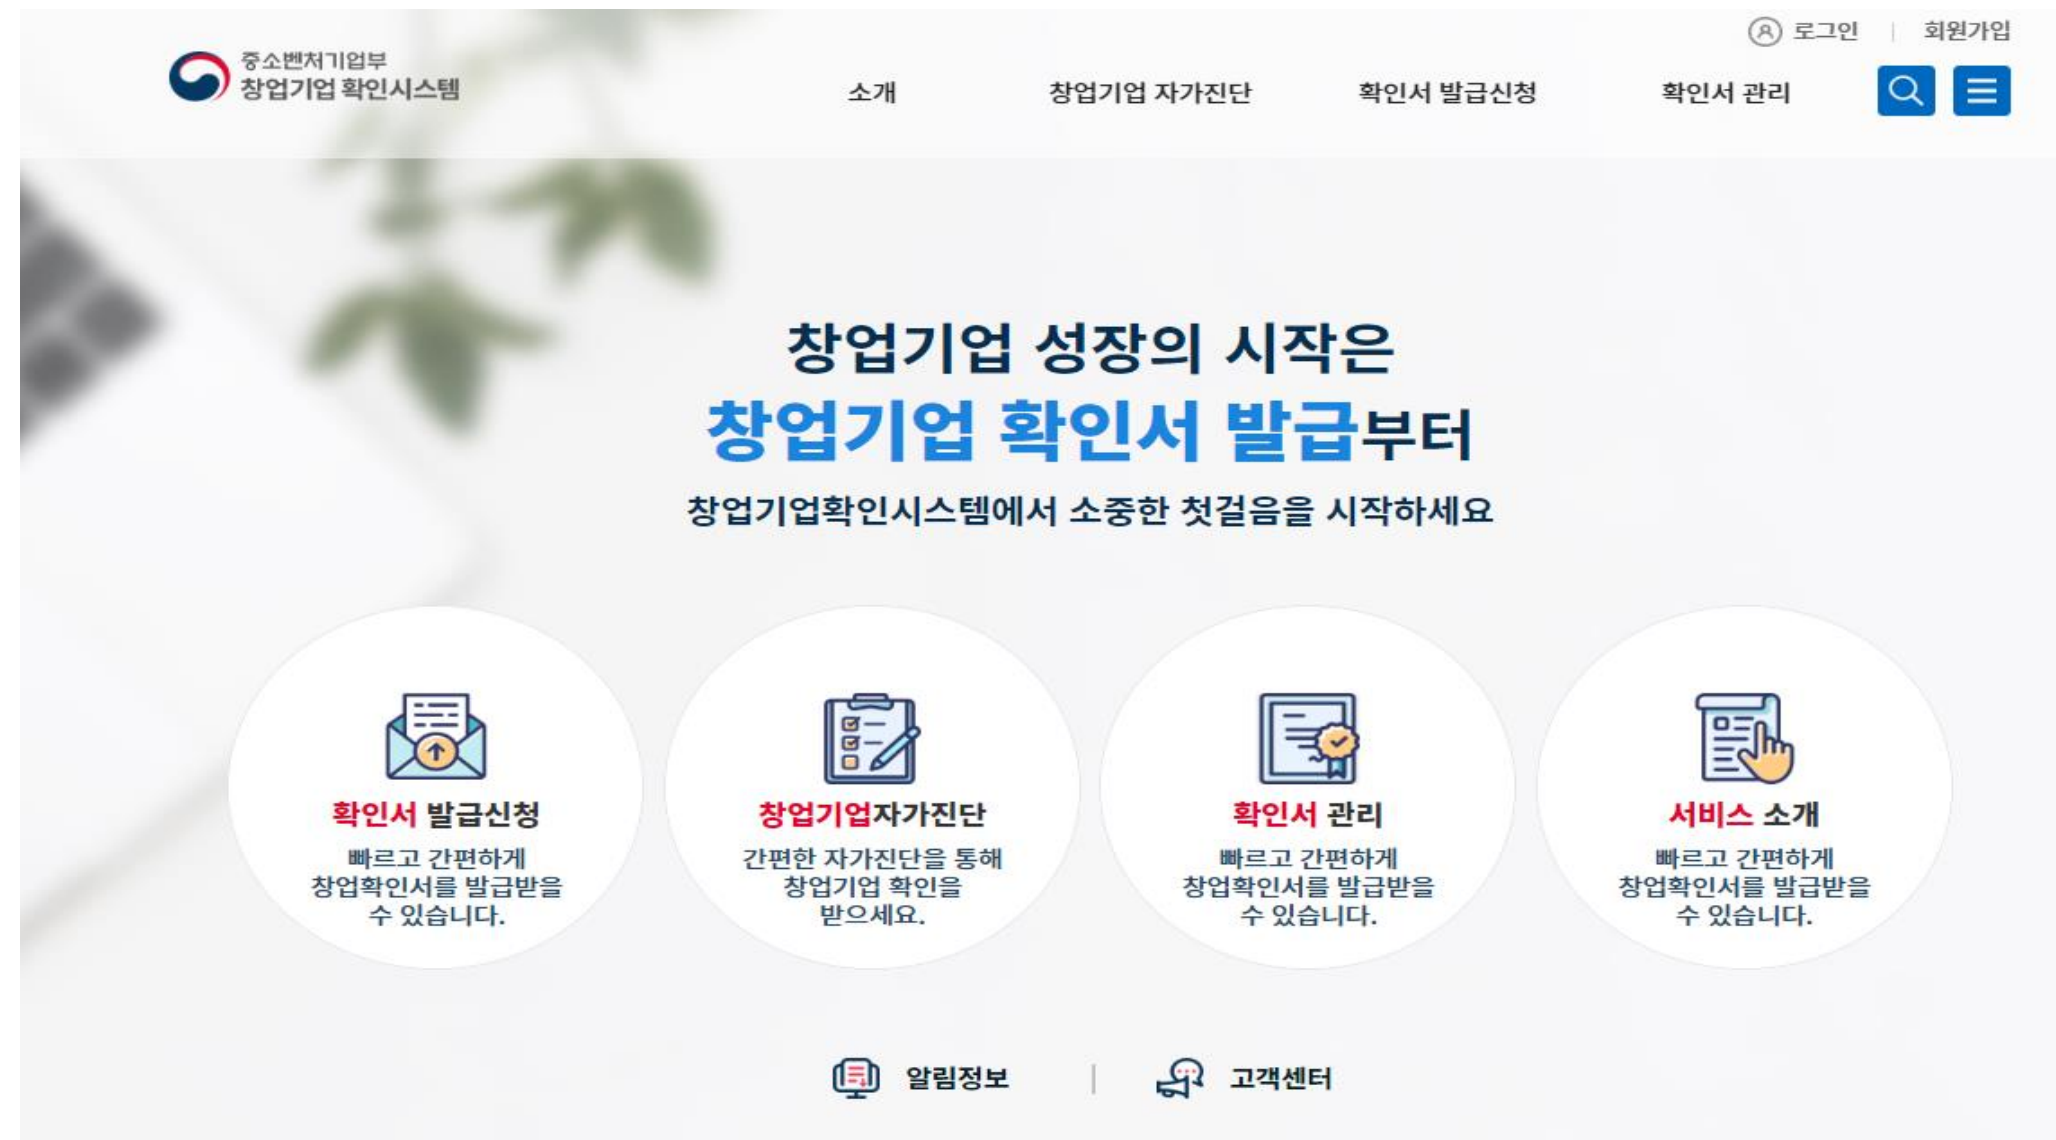 로그인
회원가입
중소벤처기업부
창업기업 확인시스템
소개
창업기업 자가진단
확인서 발급신청
확인서 관리
창업기업 성장의 시작은
창업기업 확인서 발급부터
창업기업확인시스템에서 소중한 첫걸음을 시작하세요
확인서 발급신청
빠르고 간편하게
창업확인서를 발급받을
수 있습니다.
창업기업자가진단
간편한 자가진단을 통해
창업기업 확인을
받으세요.
확인서 관리
빠르고 간편하게
창업확인서를 발급받을
수 있습니다.
서비스 소개
빠르고 간편하게
창업확인서를 발급받을
수 있습니다.
알림정보
고객센터